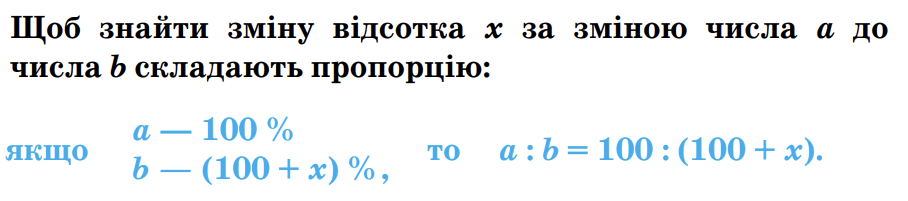 Щоб знайти зміну відсотка x за зміною числа a до
числа b складають пропорцію:
a — 100 %
якщо то a : b = 100 : (100 + x).
b — (100 + x) %,